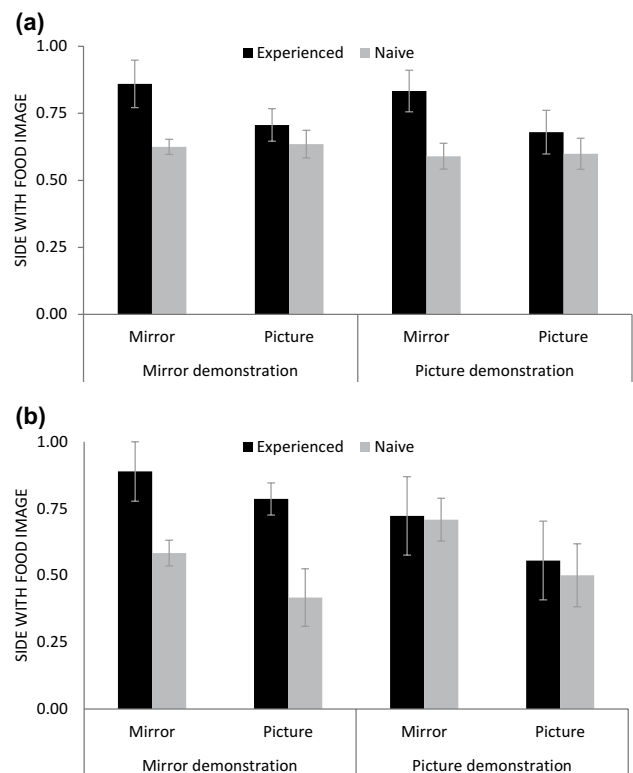 (a)
1.00
Experienced Naive
0.75
0.50
0.25
0.00
SIDE WITH FOOD IMAGE
Mirror Picture Mirror Picture
Mirror demonstration Picture demonstration
(b)
1.00
Experienced Naive
0.75
0.50
0.25
0.00
SIDE WITH FOOD IMAGE
Mirror Picture Mirror Picture
Mirror demonstration Picture demonstration